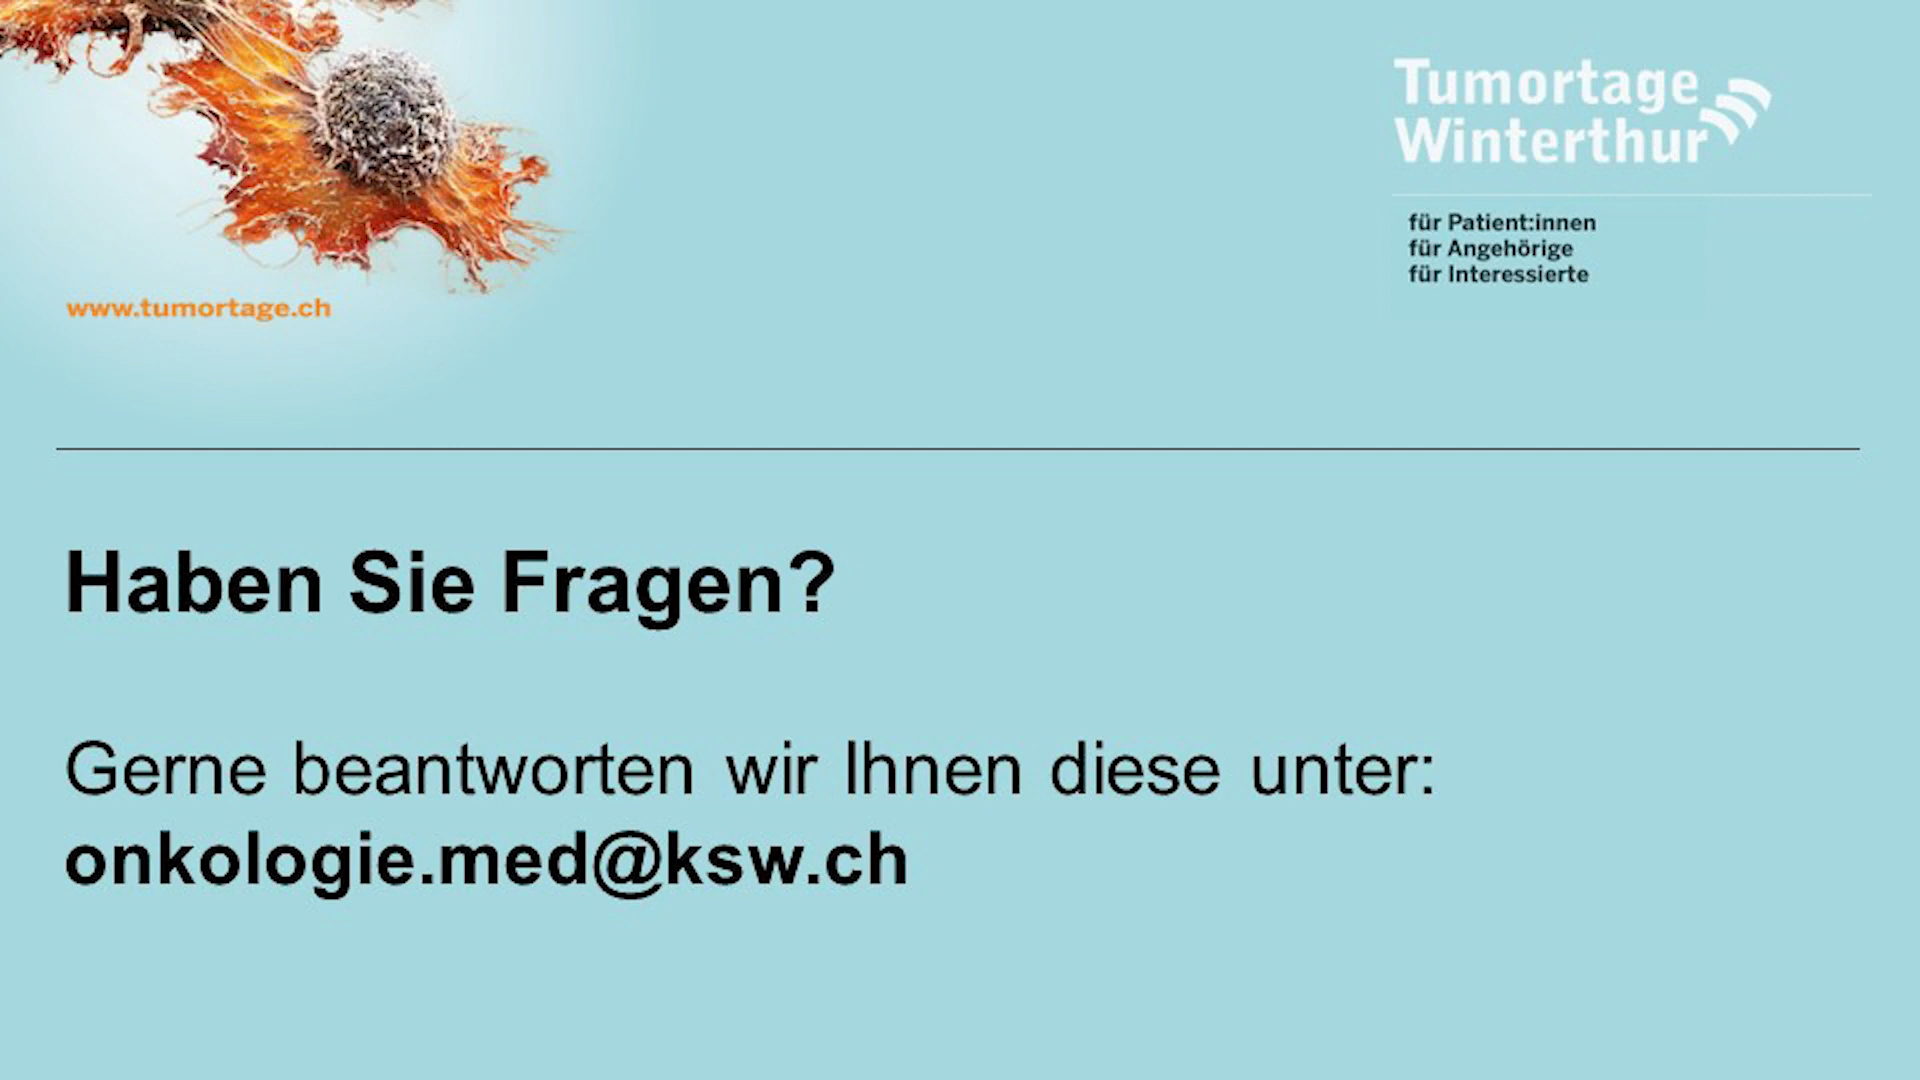 Tumortage
Winterthur
für Patient:innen
für Angehörige
für Interessierte
www.tumortage.ch
Haben Sie Fragen?
Gerne beantworten wir Ihnen diese unter:
onkologie.med@ksw.ch